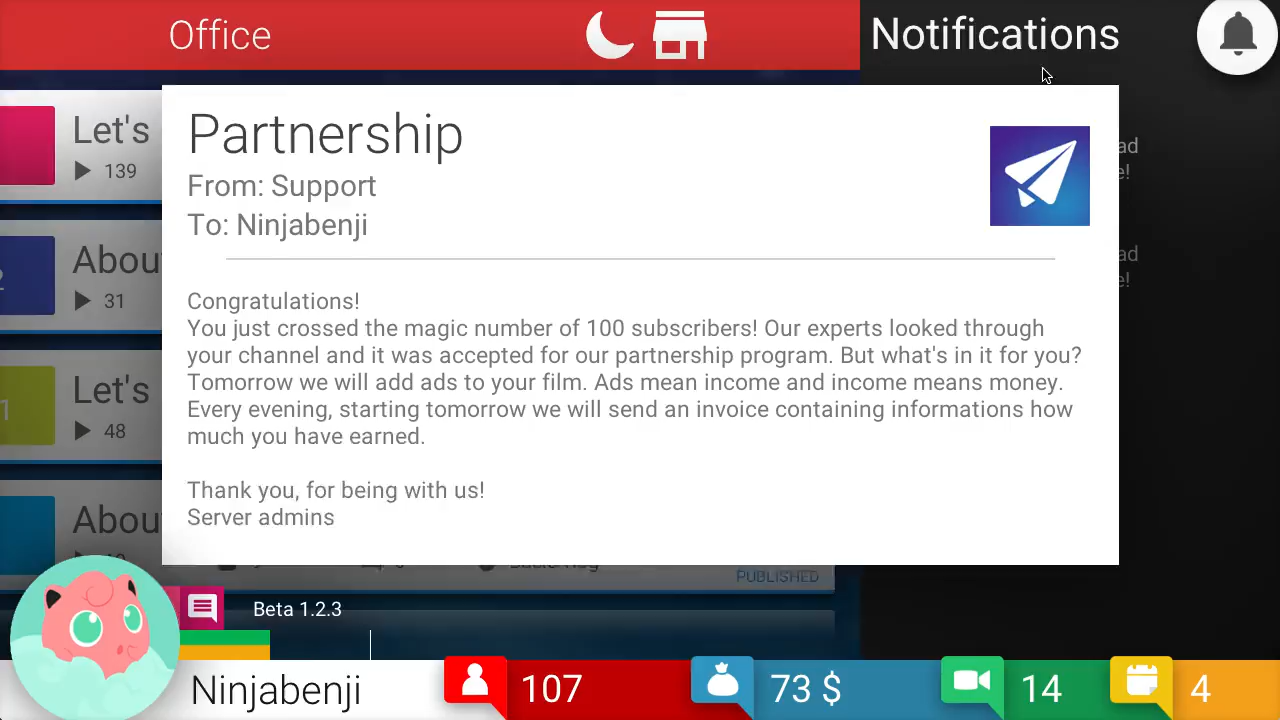 Office
Notifications
Let's
139
Partnership
From: Support
To: Ninjabenji
ad
e!
2
About
31
ad
e!
Congratulations!
You just crossed the magic number of 100 subscribers! Our experts looked through
your channel and it was accepted for our partnership program. But what's in it for you?
Tomorrow we will add ads to your film. Ads mean income and income means money.
Every evening, starting tomorrow we will send an invoice containing informations how
much you have earned.
1
Let's
48
Thank you, for being with us!
Server admins
About
PUBLISHED
Beta 1.2.3
Ninjabenji
107
73 $
14
4